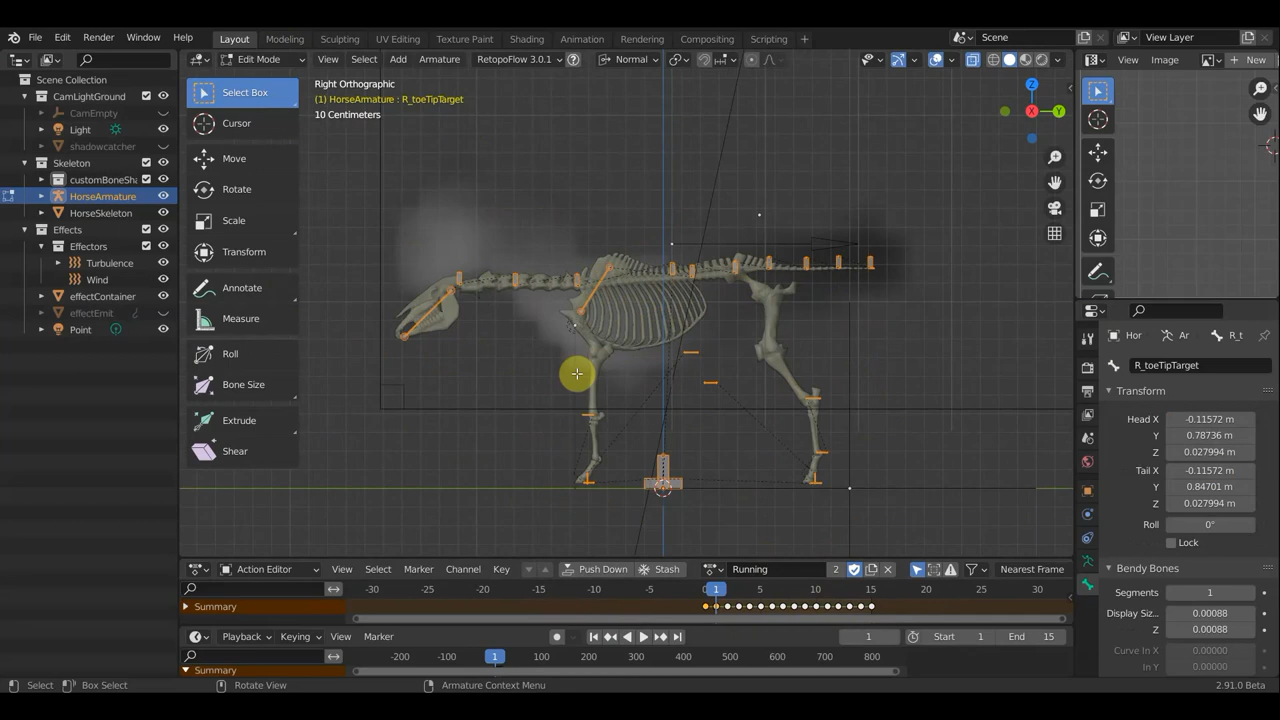 File Edit Render Window Help
Layout Modeling Sculpting UV Editing Texture Paint Shading Animation Rendering Compositing Scripting +
Scene
View Layer
Edit Mode View Select Add Armature RetopoFlow 3.0.1 Normal
View Image New
Scene Collection
CamLightGround
CamEmpty
Light
shadowcatcher
Skeleton
customBoneSha
HorseArmature
HorseSkeleton
Effects
Effectors
Turbulence
Wind
effectContainer
effectEmit
Point
Select Box
Cursor
Move
Rotate
Scale
Transform
Annotate
Measure
Roll
Bone Size
Extrude
Shear
Right Orthographic
(1) HorseArmature : R_toeTipTarget
10 Centimeters
Z
X
Y
Hor Ar R_t
R_toeTipTarget
Transform
Head X -0.11572 m
Y 0.78736 m
Z 0.027994 m
Tail X -0.11572 m
Y 0.84701 m
Z 0.027994 m
Roll 0°
Lock
Bendy Bones
Segments 1
Display Siz... 0.00088
Z 0.00088
Curve In X 0.00000
In Y 0.00000
Action Editor View Select Marker Channel Key Push Down Stash Running 2 Nearest Frame
-30 -25 -20 -15 -10 -5 0 1 5 10 15 20 25 30
Summary
Playback Keying View Marker 1 Start 1 End 15
-200 -100 1 100 200 300 400 500 600 700 800
Summary
Select Box Select Rotate View Armature Context Menu 2.91.0 Beta